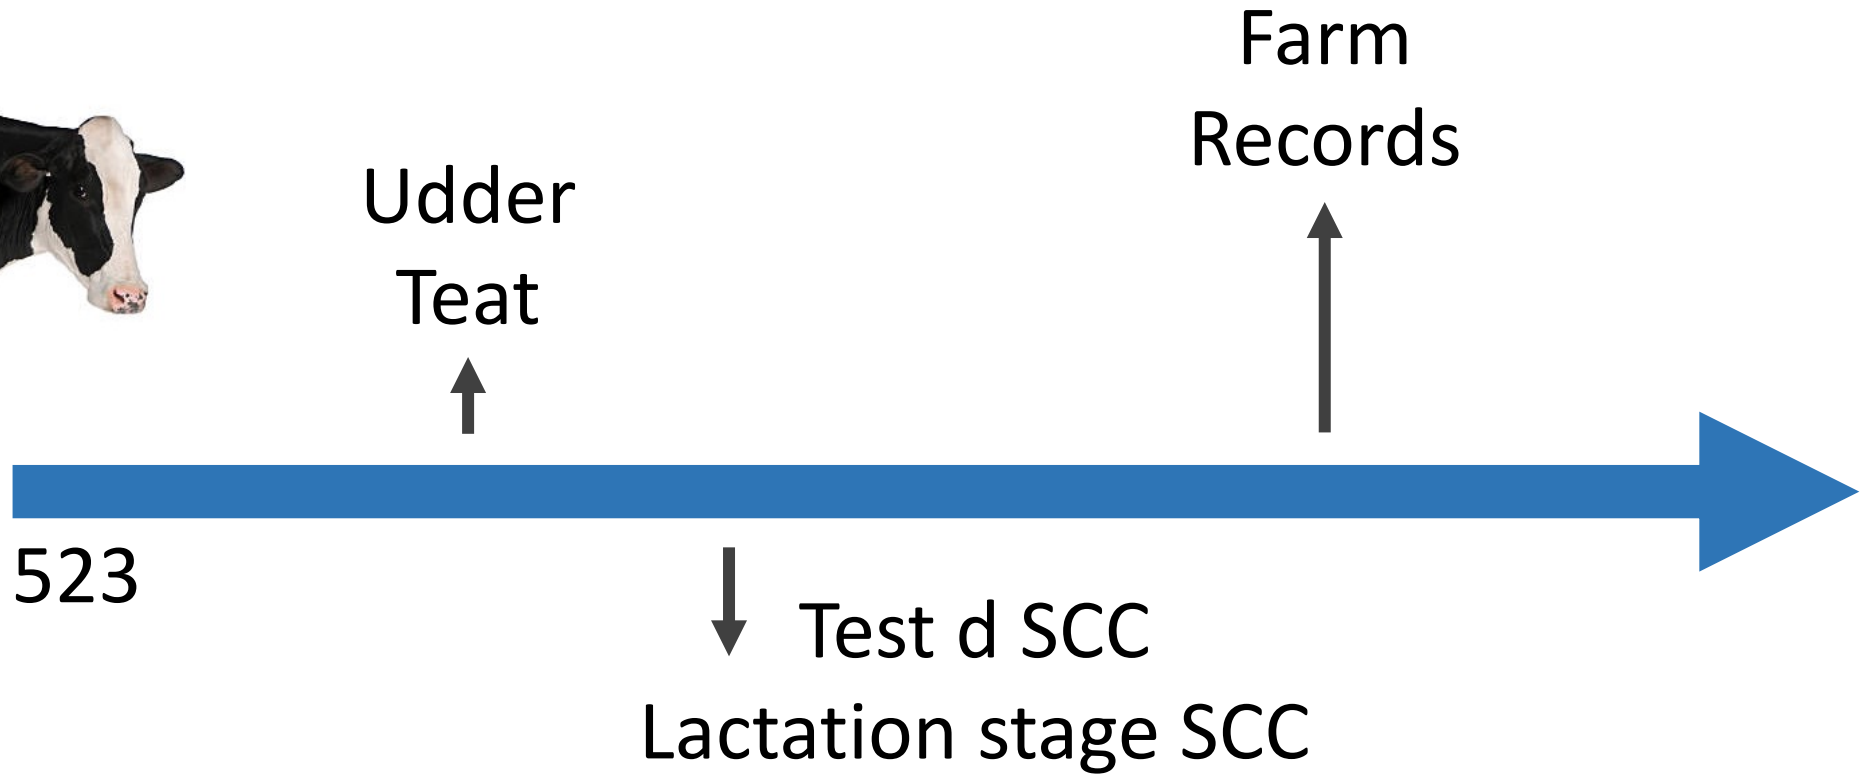 Farm
Records
Udder
Teat
523
Test d SCC
Lactation stage SCC